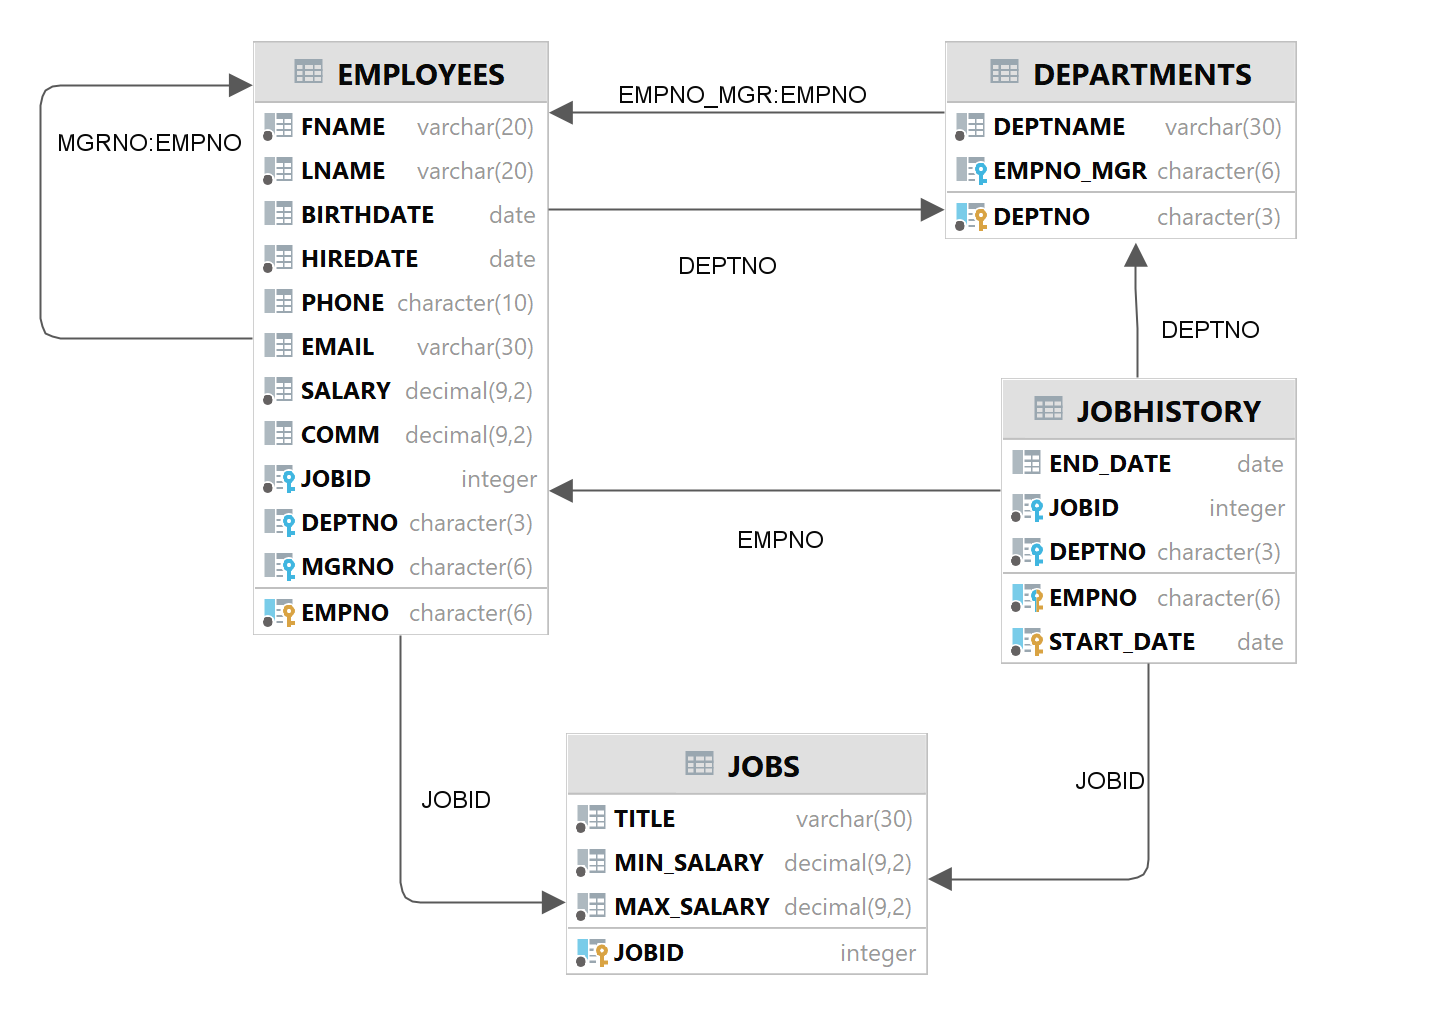 EMPLOYEES
FNAME varchar(20)
LNAME varchar(20)
BIRTHDATE date
HIREDATE date
PHONE character(10)
EMAIL varchar(30)
SALARY decimal(9,2)
COMM decimal(9,2)
JOBID integer
DEPTNO character(3)
MGRNO character(6)
EMPNO character(6)
MGRNO:EMPNO
EMPNO_MGR:EMPNO
DEPTNO
DEPARTMENTS
DEPTNAME varchar(30)
EMPNO_MGR character(6)
DEPTNO character(3)
DEPTNO
JOBHISTORY
END_DATE date
JOBID integer
DEPTNO character(3)
EMPNO character(6)
START_DATE date
EMPNO
JOBID
JOBID
JOBS
TITLE varchar(30)
MIN_SALARY decimal(9,2)
MAX_SALARY decimal(9,2)
JOBID integer